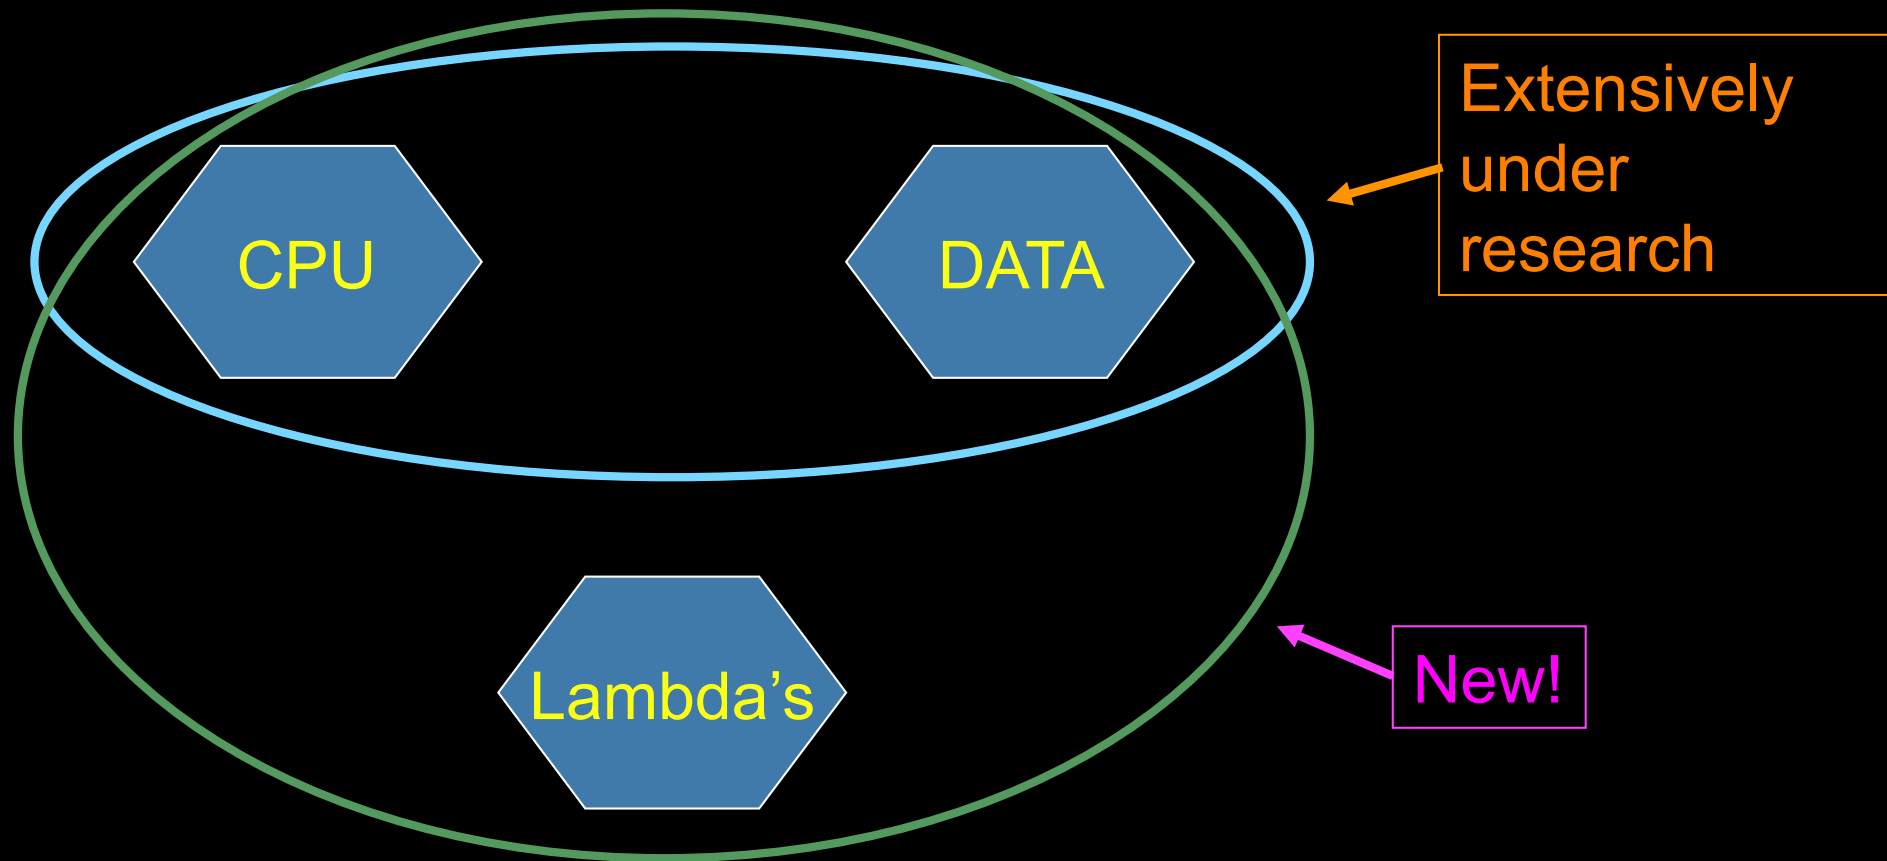 CPU
DATA
Extensively
under
research
Lambda’s
New!